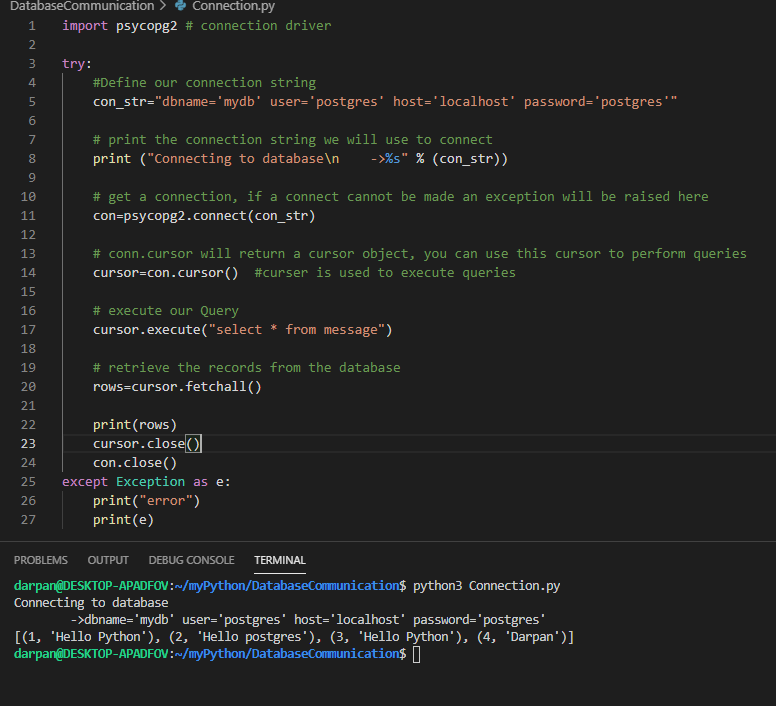 DatabaseCommunication > Connection.py
1 import psycopg2 # connection driver
2
3 try:
4 #Define our connection string
5 con_str="dbname='mydb' user='postgres' host='localhost' password='postgres'"
6
7 # print the connection string we will use to connect
8 print ("Connecting to database\n    ->%s" % (con_str))
9
10 # get a connection, if a connect cannot be made an exception will be raised here
11 con=psycopg2.connect(con_str)
12
13 # conn.cursor will return a cursor object, you can use this cursor to perform queries
14 cursor=con.cursor()  #curser is used to execute queries
15
16 # execute our Query
17 cursor.execute("select * from message")
18
19 # retrieve the records from the database
20 rows=cursor.fetchall()
21
22 print(rows)
23 cursor.close()
24 con.close()
25 except Exception as e:
26 print("error")
27 print(e)
PROBLEMS OUTPUT DEBUG CONSOLE TERMINAL
darpan@DESKTOP-APADFOV:~/myPython/DatabaseCommunication$ python3 Connection.py
Connecting to database
->dbname='mydb' user='postgres' host='localhost' password='postgres'
[(1, 'Hello Python'), (2, 'Hello postgres'), (3, 'Hello Python'), (4, 'Darpan')]
darpan@DESKTOP-APADFOV:~/myPython/DatabaseCommunication$